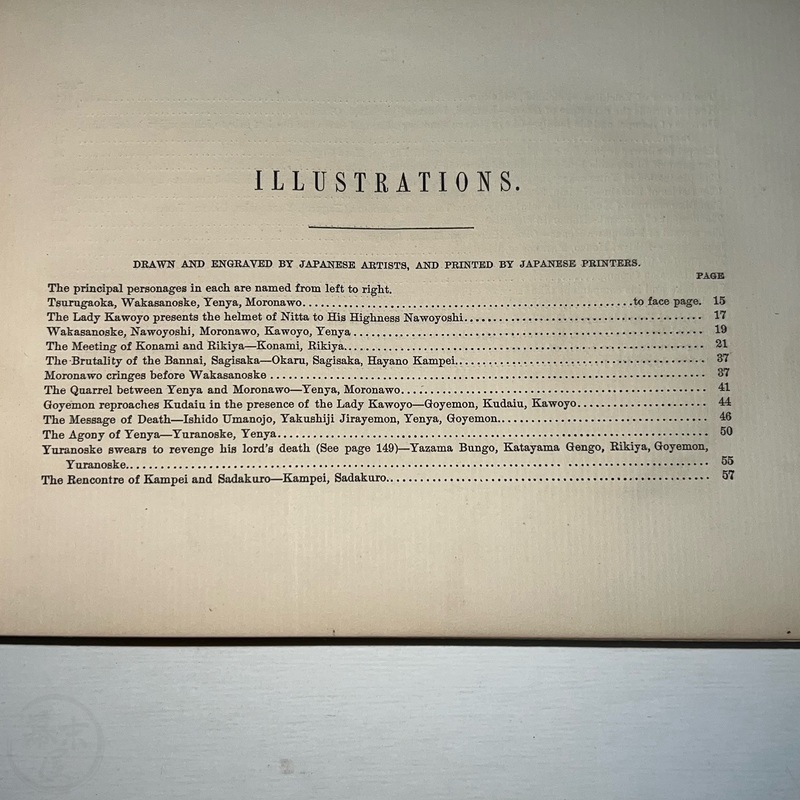 ILLUSTRATIONS.
DRAWN AND ENGRAVED BY JAPANESE ARTISTS, AND PRINTED BY JAPANESE PRINTERS.
PAGE
The principal personages in each are named from left to right.
Tsurugaoka, Wakasanoske, Yenya, Moronawo.......................................................to face page. 15
The Lady Kawoyo presents the helmet of Nitta to His Highness Nawoyoshi.................................... 17
Wakasanoske, Nawoyoshi, Moronawo, Kawoyo, Yenya.......................................................... 19
The Meeting of Konami and Rikiya—Konami, Rikiya.......................................................... 21
The Brutality of the Bannai, Sagisaka—Okaru, Sagisaka, Hayano Kampei.................................... 37
Moronawo cringes before Wakasanoske .................................................................... 37
The Quarrel between Yenya and Moronawo—Yenya, Moronawo.................................................. 41
Goyemon reproaches Kudaiu in the presence of the Lady Kawoyo—Goyemon, Kudaiu, Kawoyo.................... 44
The Message of Death—Ishido Umanojo, Yakushiji Jirayemon, Yenya, Goyemon................................ 46
The Agony of Yenya—Yuranoske, Yenya..................................................................... 50
Yuranoske swears to revenge his lord's death (See page 149)—Yazama Bungo, Katayama Gengo, Rikiya, Goyemon,
Yuranoske............................................................................................... 55
The Rencontre of Kampei and Sadakuro—Kampei, Sadakuro................................................... 57